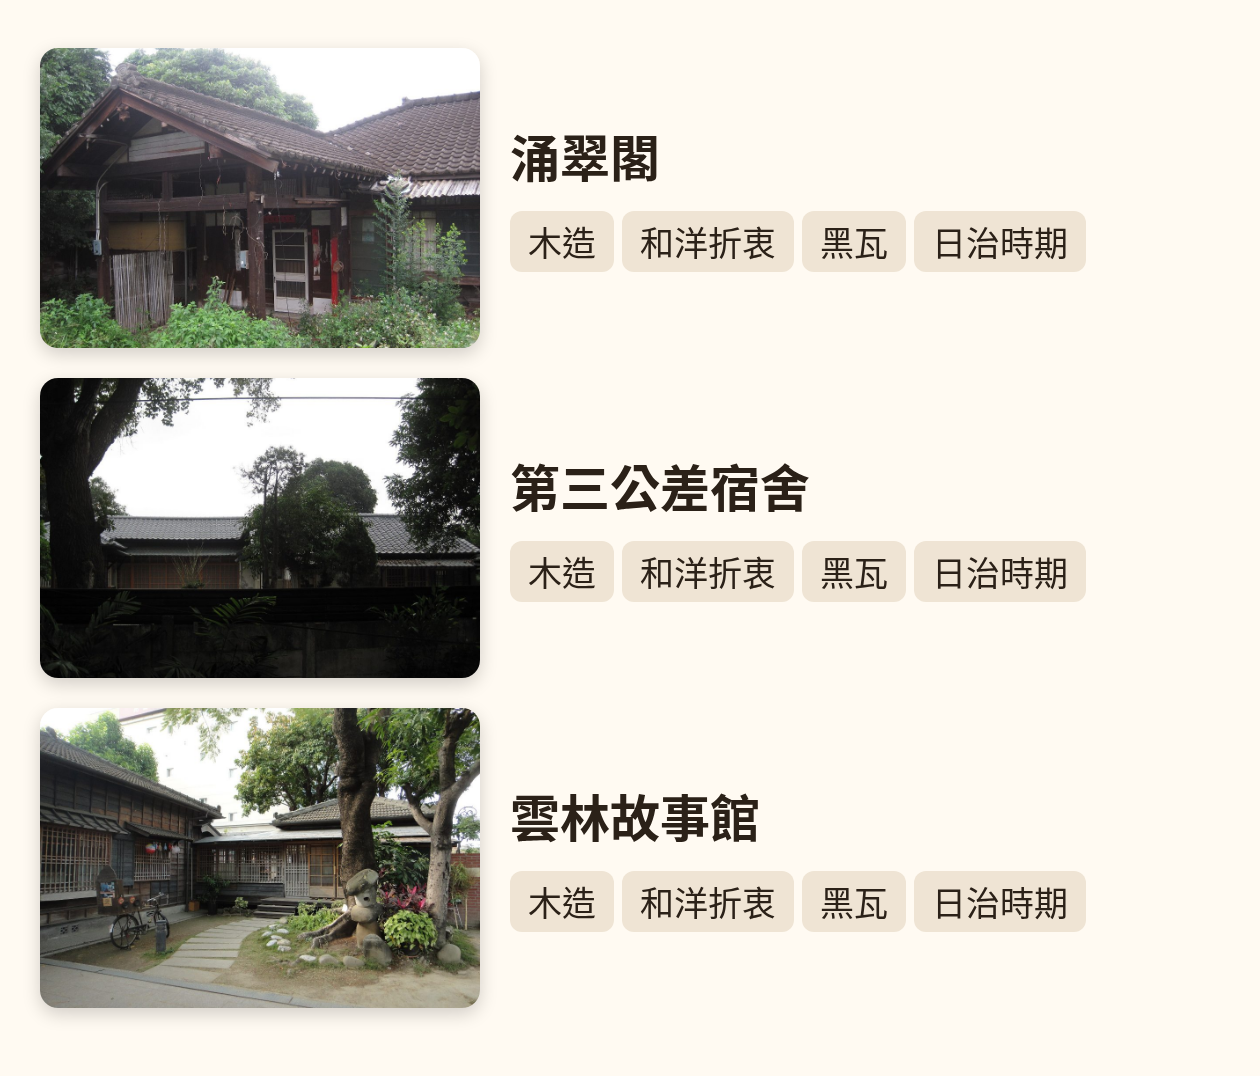 涌翠閣
木造 和洋折衷 黑瓦 日治時期
第三公差宿舍
木造 和洋折衷 黑瓦 日治時期
雲林故事館
木造 和洋折衷 黑瓦 日治時期